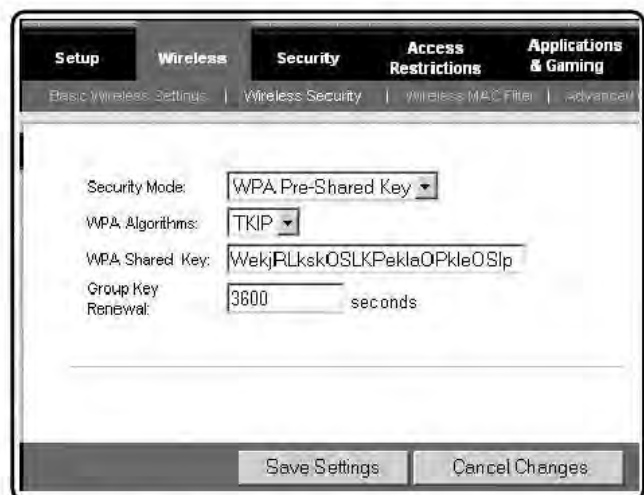 Setup Wireless Security Access Restrictions Applications & Gaming
Basic Wireless Settings | Wireless Security | Wireless MAC Filter | Advanced
Security Mode: WPA Pre-Shared Key
WPA Algorithms: TKIP
WPA Shared Key: WekjRLkskOSLKPeklaOPkleOSlp
Group Key Renewal: 3600 seconds
Save Settings Cancel Changes